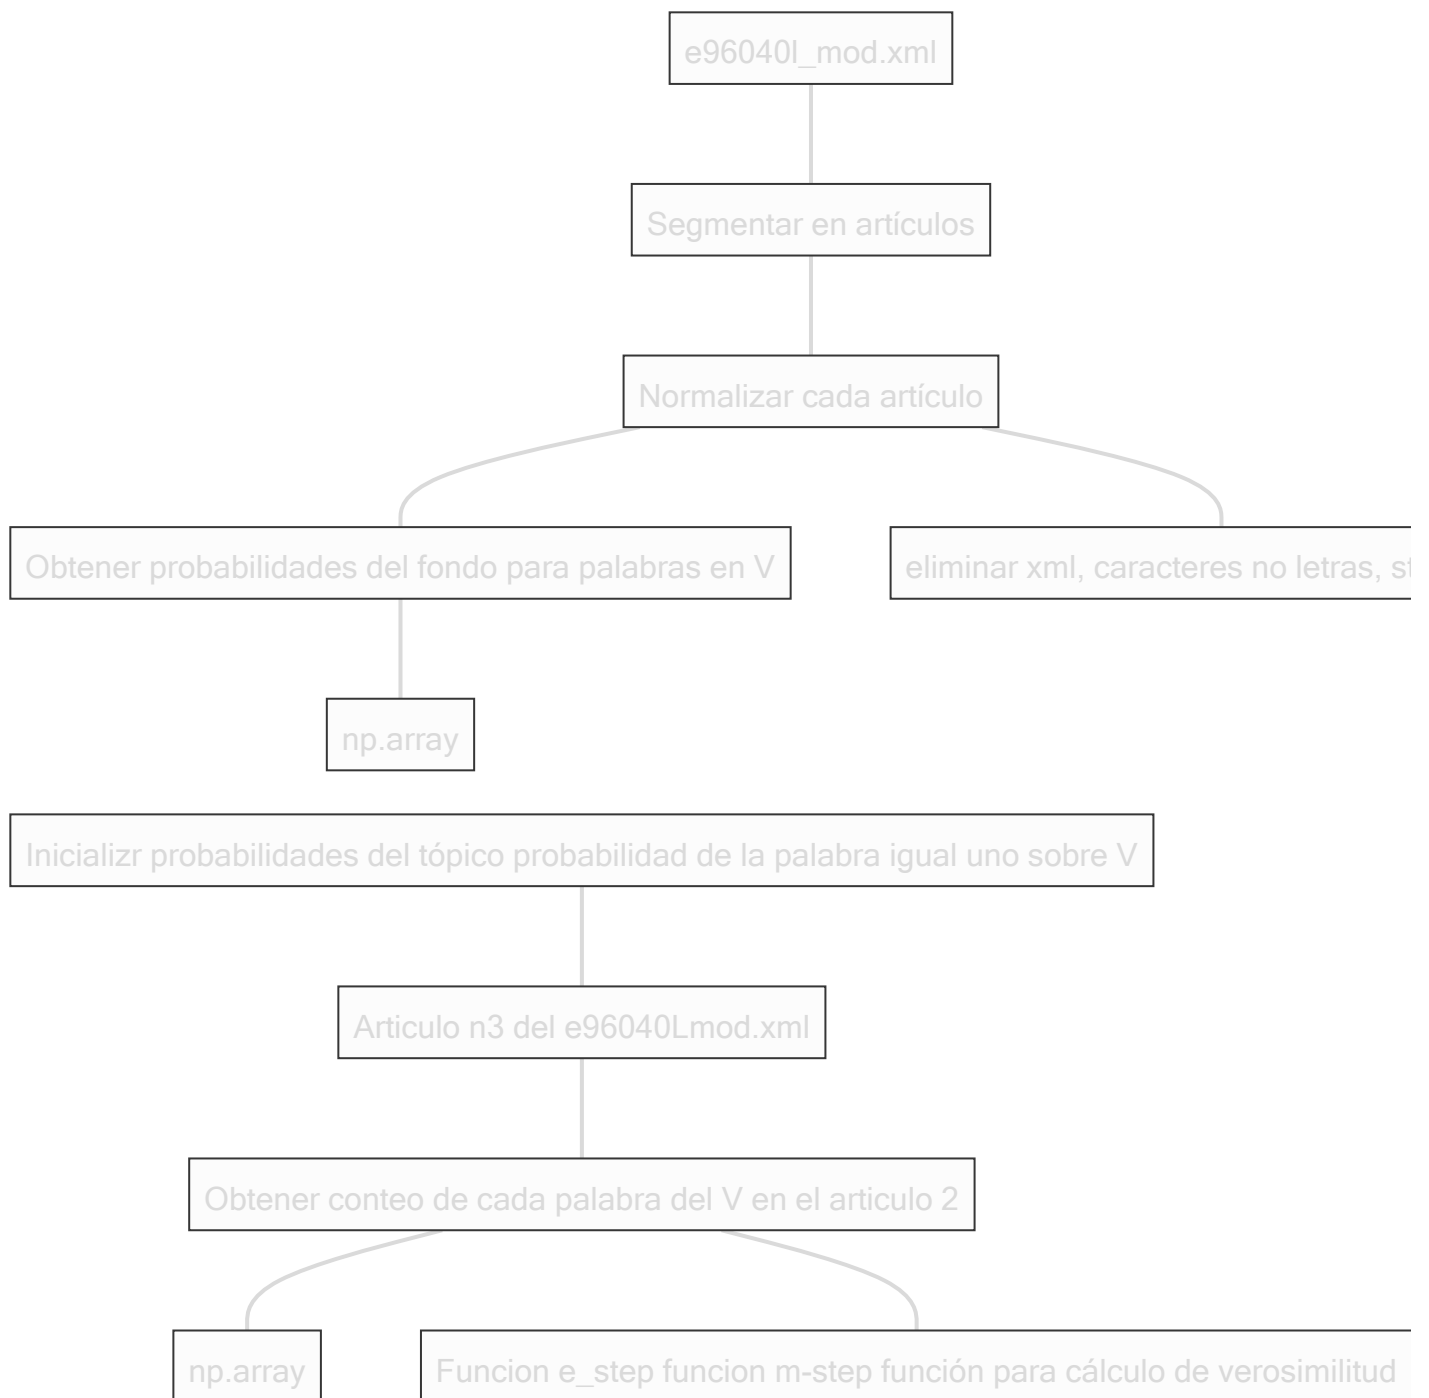 e96040l_mod.xml
Segmentar en artículos
Normalizar cada artículo
Obtener probabilidades del fondo para palabras en V
eliminar xml, caracteres no letras,
np.array
Inicializr probabilidades del tópico probabilidad de la palabra igual uno sobre V
Articulo n3 del e96040Lmod.xml
Obtener conteo de cada palabra del V en el articulo 2
np.array
Funcion e_step funcion m-step función para cálculo de verosimilitud